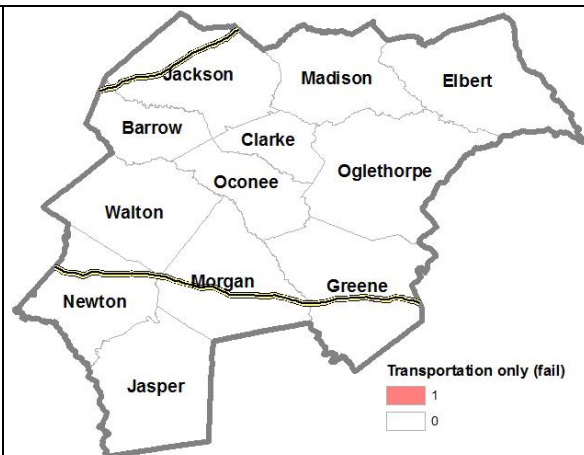 Jackson
Madison
Elbert
Barrow
Clarke
Oglethorpe
Oconee
Walton
Morgan
Greene
Newton
Jasper
Transportation only (fail)
1
0